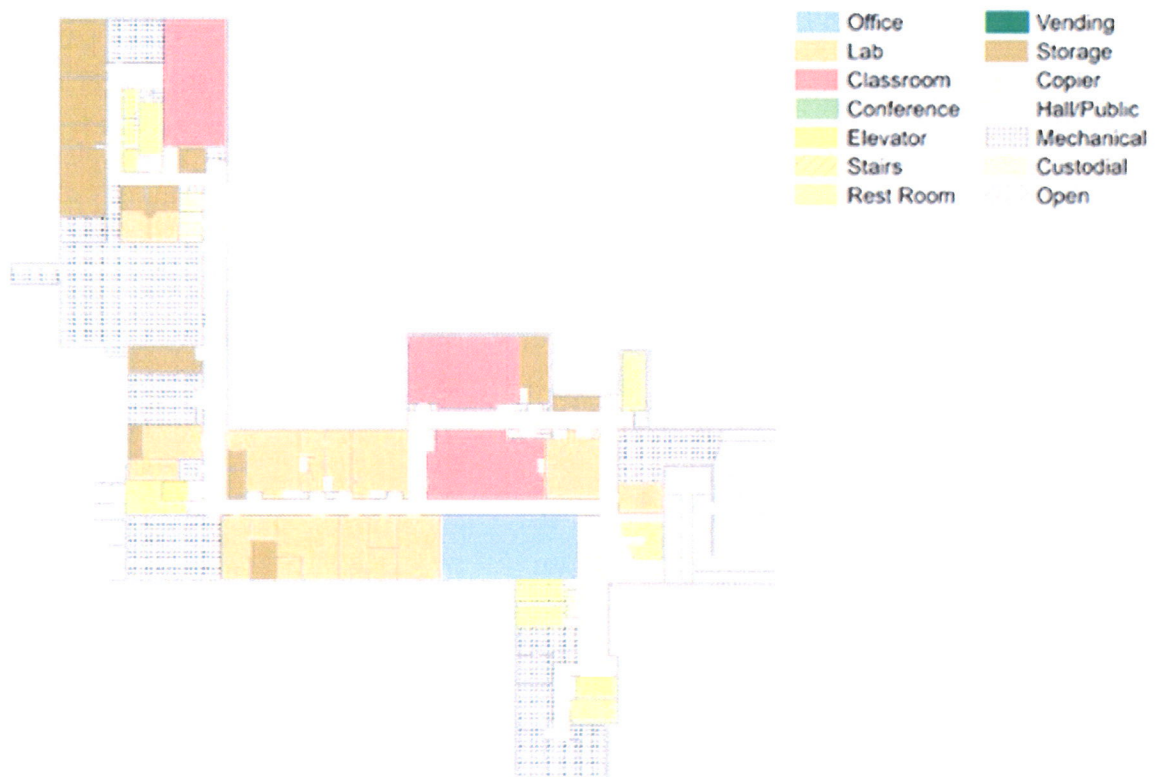 Office
Lab
Classroom
Conference
Elevator
Stairs
Rest Room
Vending
Storage
Copier
Hall/Public
Mechanical
Custodial
Open